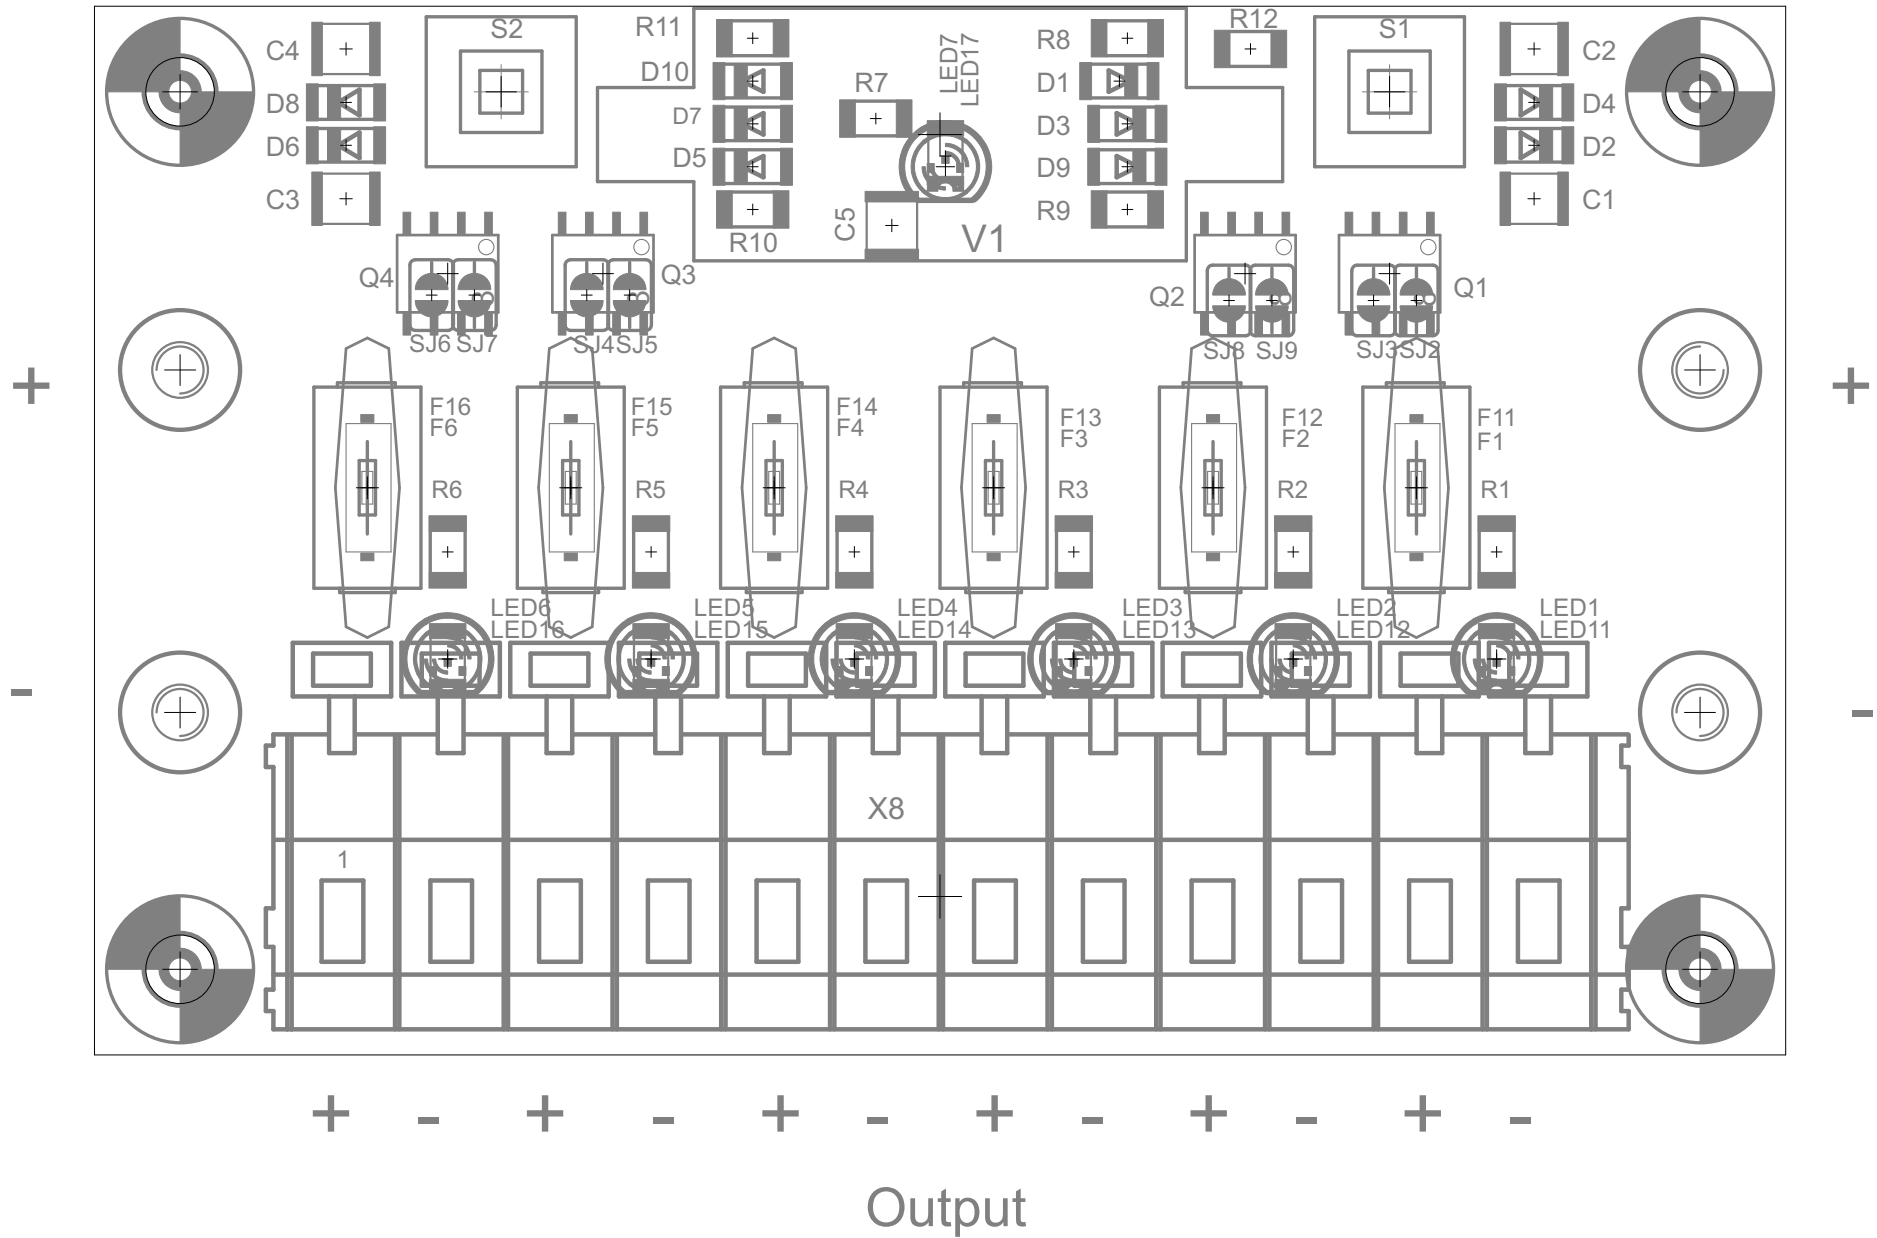 C4
S2
R11
LED7
LED17
R8
R12
S1
C2
D10
R7
D1
D8
D7
D3
D4
D6
D5
D9
D2
C3
R10
C5
V1
R9
C1
Q4
Q3
Q2
Q1
SJ6 SJ7
SJ4 SJ5
SJ8 SJ9
SJ3 SJ2
+
+
F16
F6
F15
F5
F14
F4
F13
F3
F12
F2
F11
F1
R6
R5
R4
R3
R2
R1
LED6
LED16
LED5
LED15
LED4
LED14
LED3
LED13
LED2
LED12
LED1
LED11
-
-
X8
1
+ - + - + - + - + - + -
Output